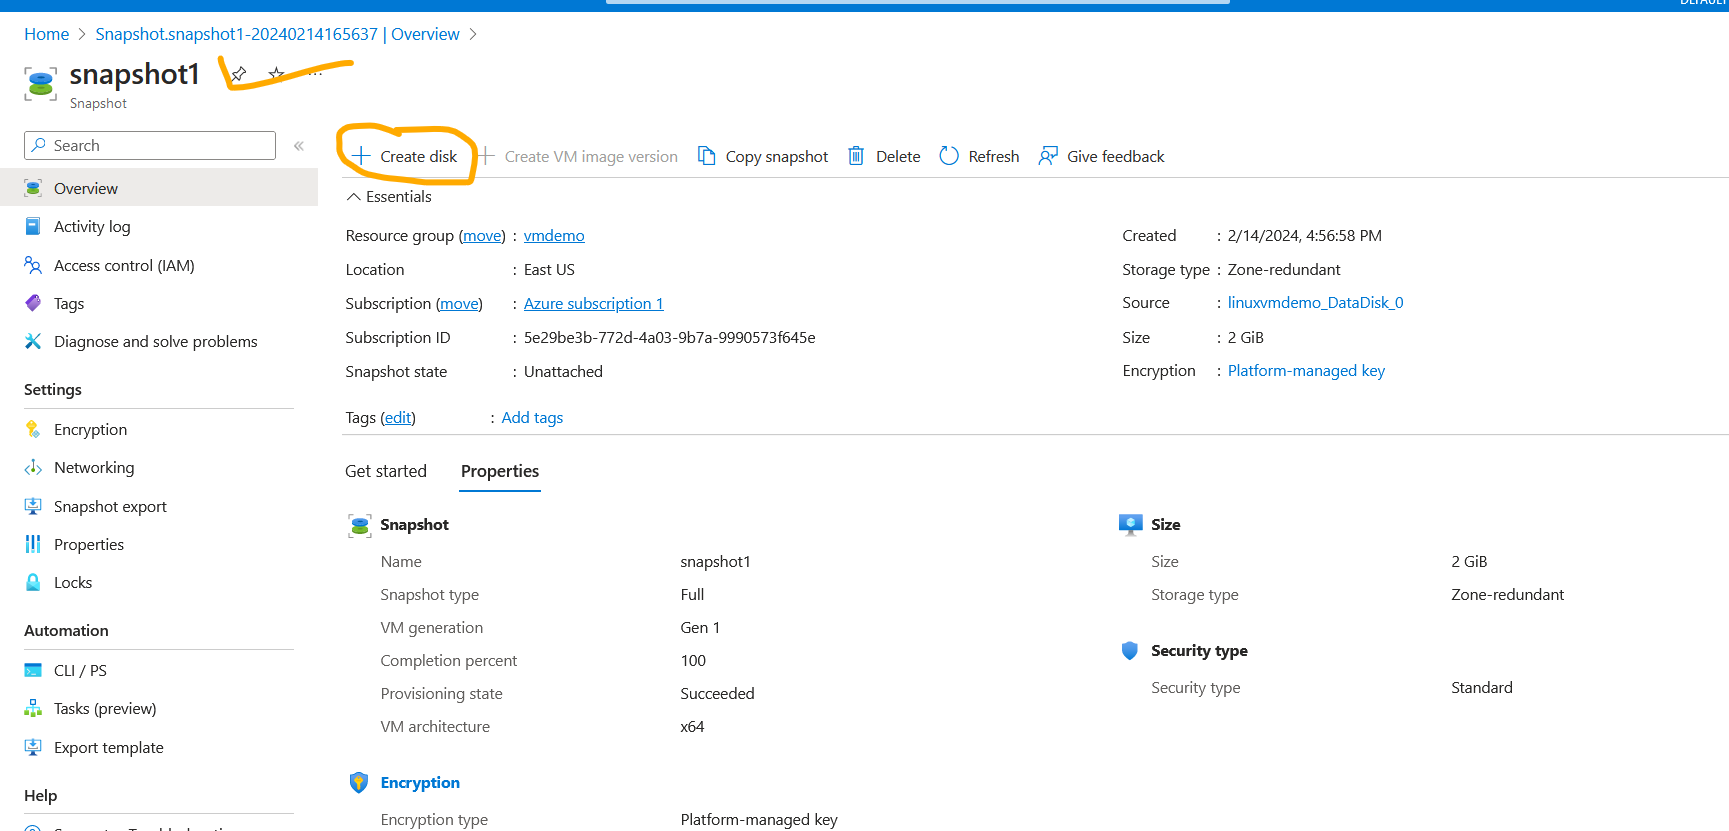 DEFAULT
Home > Snapshot.snapshot1-20240214165637 | Overview >
snapshot1
Snapshot
Search
Create disk Create VM image version Copy snapshot Delete Refresh Give feedback
Overview
Activity log
Access control (IAM)
Tags
Diagnose and solve problems
Settings
Encryption
Networking
Snapshot export
Properties
Locks
Automation
CLI / PS
Tasks (preview)
Export template
Help
Essentials
Resource group (move) : vmdemo
Location : East US
Subscription (move) : Azure subscription 1
Subscription ID : 5e29be3b-772d-4a03-9b7a-9990573f645e
Snapshot state : Unattached
Created : 2/14/2024, 4:56:58 PM
Storage type : Zone-redundant
Source : linuxvmdemo_DataDisk_0
Size : 2 GiB
Encryption : Platform-managed key
Tags (edit) : Add tags
Get started Properties
Snapshot
Name snapshot1
Snapshot type Full
VM generation Gen 1
Completion percent 100
Provisioning state Succeeded
VM architecture x64
Encryption
Encryption type Platform-managed key
Size
Size 2 GiB
Storage type Zone-redundant
Security type
Security type Standard